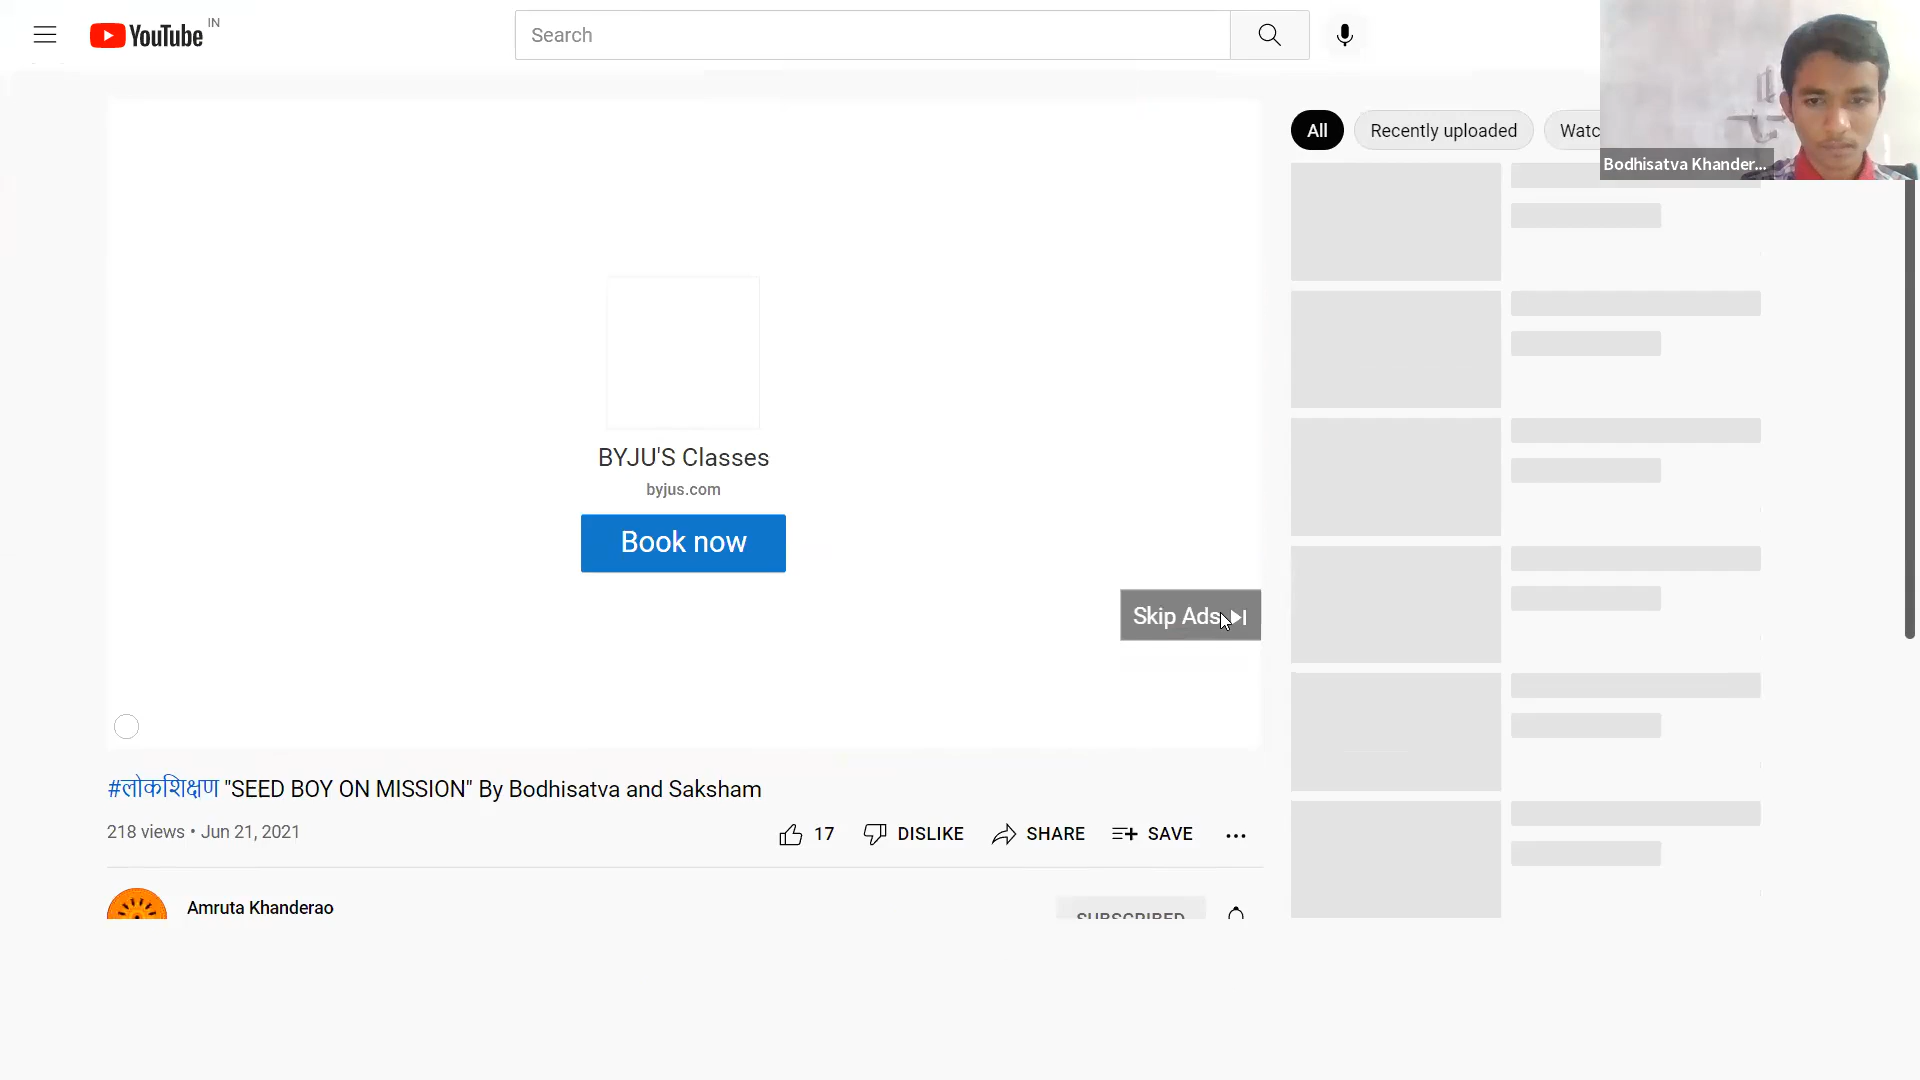 YouTube IN
Search
All
Recently uploaded
Watc
Bodhisatva Khander...
BYJU'S Classes
byjus.com
Book now
Skip Ads
#लोकशिक्षण "SEED BOY ON MISSION" By Bodhisatva and Saksham
218 views • Jun 21, 2021
17
DISLIKE
SHARE
SAVE
Amruta Khanderao
SUBSCRIBED